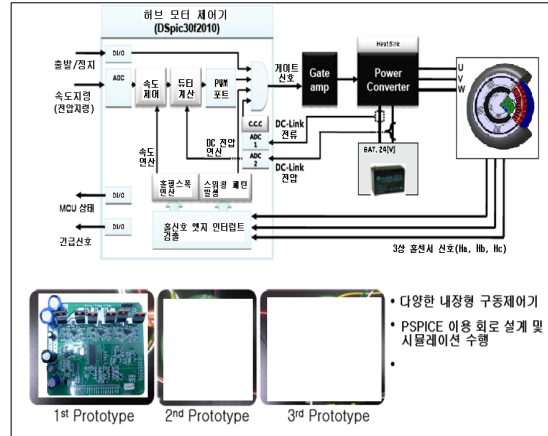 허브 모터 제어기
(DSpic30f2010)
출발/정지
DI/O
속도지령
(전압지령)
ADC
속도
제어
듀티
계산
PWM
포트
게이트
신호
Gate
amp
HeatSink
Power
Converter
U
V
W
C.C.C
ADC
1
ADC
2
DC-Link
전류
DC-Link
전압
BAT, 24[V]
속도
연산
DC 전압
연산
홀펄스폭
연산
스위칭 패턴
발생
MCU 상태
DI/O
긴급신호
DI/O
홀신호 엣지 인터럽트
검출
3상 홀센서 신호(Ha, Hb, Hc)
1st Prototype
2nd Prototype
3rd Prototype
• 다양한 내장형 구동제어기
• PSPICE 이용 회로 설계 및
시뮬레이션 수행
•